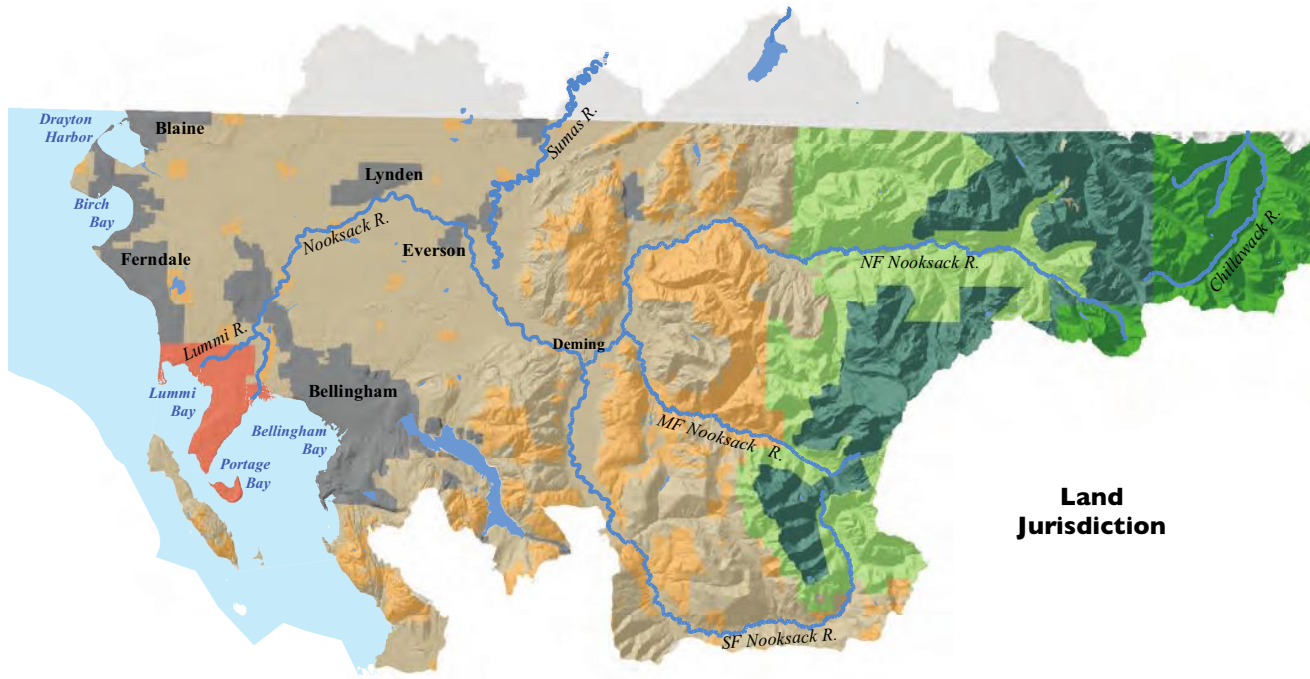 Drayton
Harbor
Blaine
Sumas R.
Lynden
Birch
Bay
Nooksack R.
Everson
Ferndale
NF Nooksack R.
Chillawack R.
Lummi R.
Deming
Lummi
Bay
Bellingham
Bellingham
Bay
MF Nooksack R.
Portage
Bay
Land
Jurisdiction
SF Nooksack R.